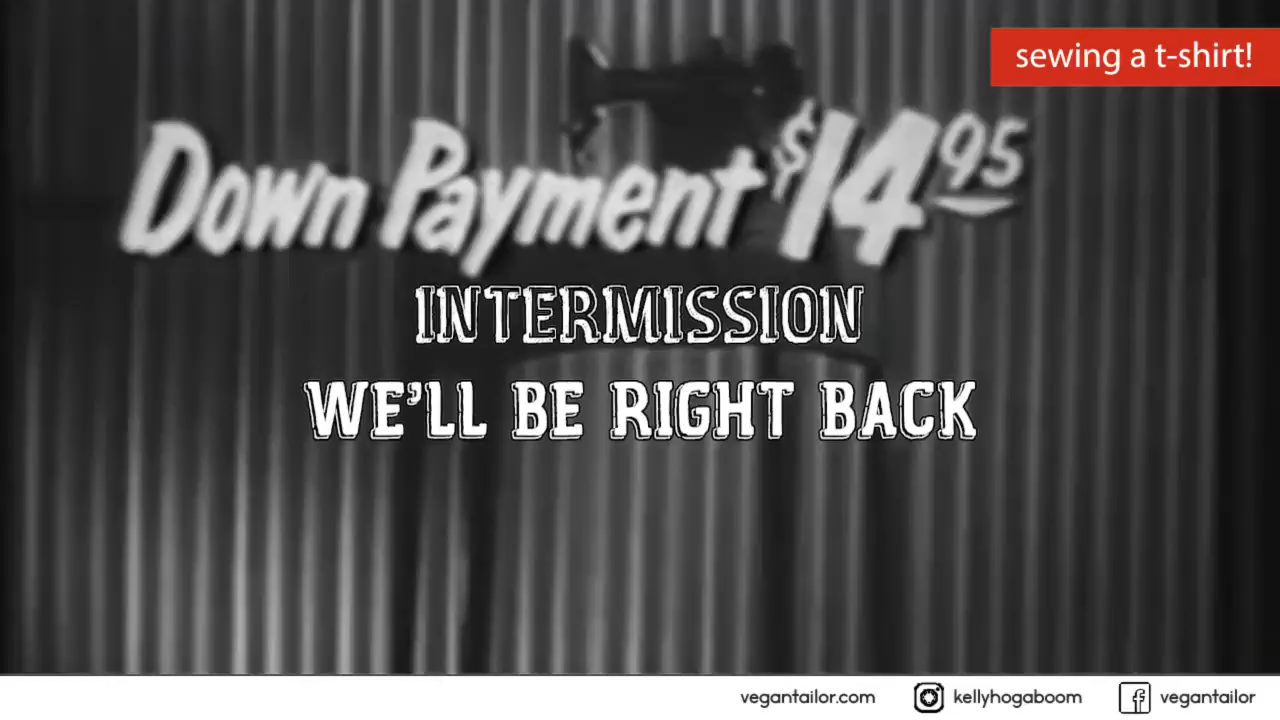 sewing a t-shirt!
Down Payment $14 95
INTERMISSION
WE'LL BE RIGHT BACK
vegantailor.com kellyhogaboom vegantailor